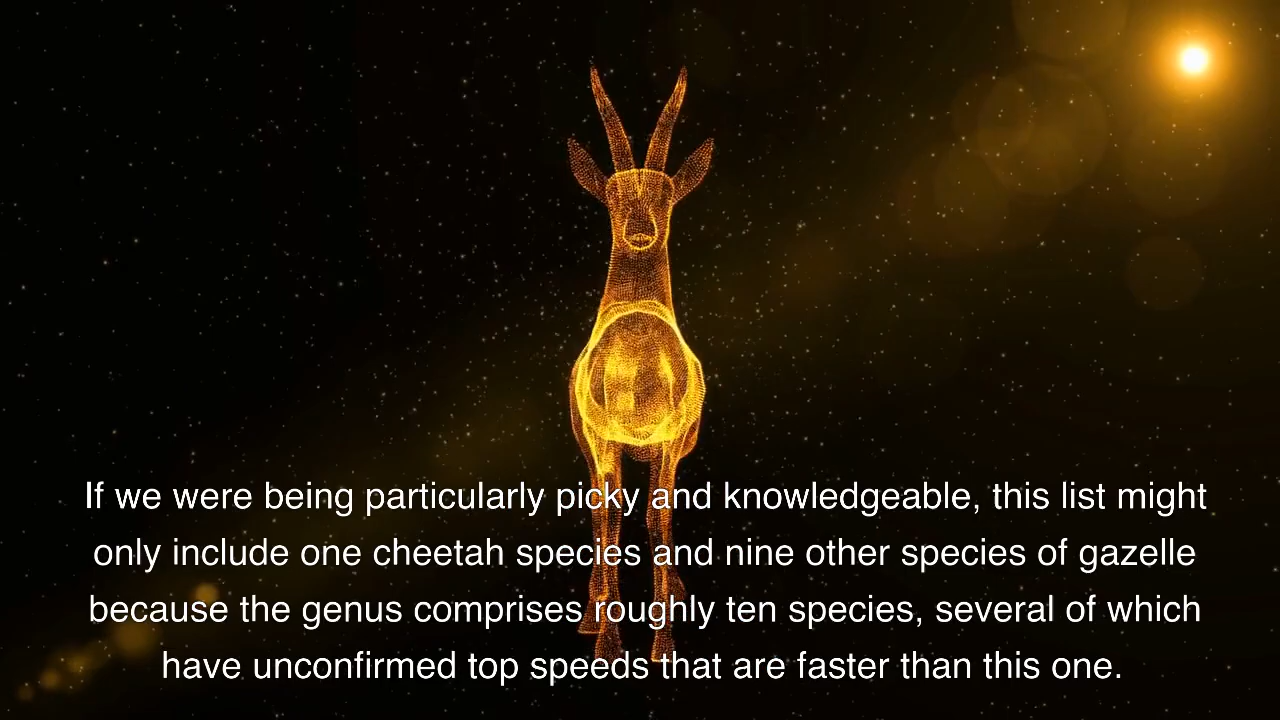 If we were being particularly picky and knowledgeable, this list might
only include one cheetah species and nine other species of gazelle
because the genus comprises roughly ten species, several of which
have unconfirmed top speeds that are faster than this one.